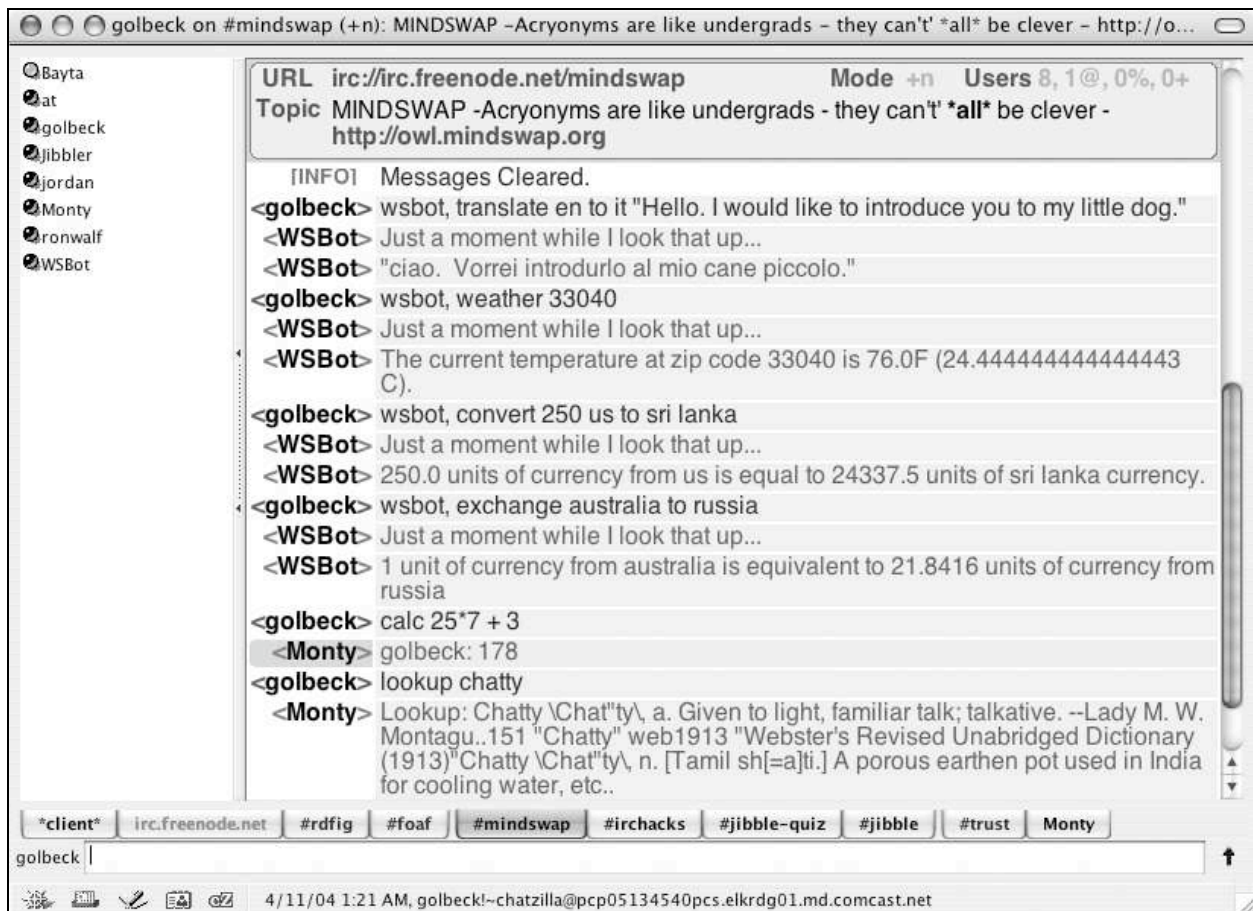 golbeck on #mindswap (+n): MINDSWAP –Acryonyms are like undergrads – they can't' *all* be clever – http://o...
Bayta
at
golbeck
Jibbler
jordan
Monty
ronwalf
WSBot
URL irc://irc.freenode.net/mindswap Mode +n Users 8, 1@, 0%, 0+
Topic MINDSWAP -Acryonyms are like undergrads - they can't' *all* be clever -
http://owl.mindswap.org
[INFO] Messages Cleared.
<golbeck> wsbot, translate en to it "Hello. I would like to introduce you to my little dog."
<WSBot> Just a moment while I look that up...
<WSBot> "ciao. Vorrei introdurlo al mio cane piccolo."
<golbeck> wsbot, weather 33040
<WSBot> Just a moment while I look that up...
<WSBot> The current temperature at zip code 33040 is 76.0F (24.444444444444443
C).
<golbeck> wsbot, convert 250 us to sri lanka
<WSBot> Just a moment while I look that up...
<WSBot> 250.0 units of currency from us is equal to 24337.5 units of sri lanka currency.
<golbeck> wsbot, exchange australia to russia
<WSBot> Just a moment while I look that up...
<WSBot> 1 unit of currency from australia is equivalent to 21.8416 units of currency from
russia
<golbeck> calc 25*7 + 3
<Monty> golbeck: 178
<golbeck> lookup chatty
<Monty> Lookup: Chatty \Chat"ty\, a. Given to light, familiar talk; talkative. --Lady M. W.
Montagu..151 "Chatty" web1913 "Webster's Revised Unabridged Dictionary
(1913)"Chatty \Chat"ty\, n. [Tamil sh[=a]ti.] A porous earthen pot used in India
for cooling water, etc..
*client* irc.freenode.net #rdfig #foaf #mindswap #irchacks #jibble-quiz #jibble #trust Monty
golbeck
4/11/04 1:21 AM, golbeck!~chatzilla@pcp05134540pcs.elkrdg01.md.comcast.net